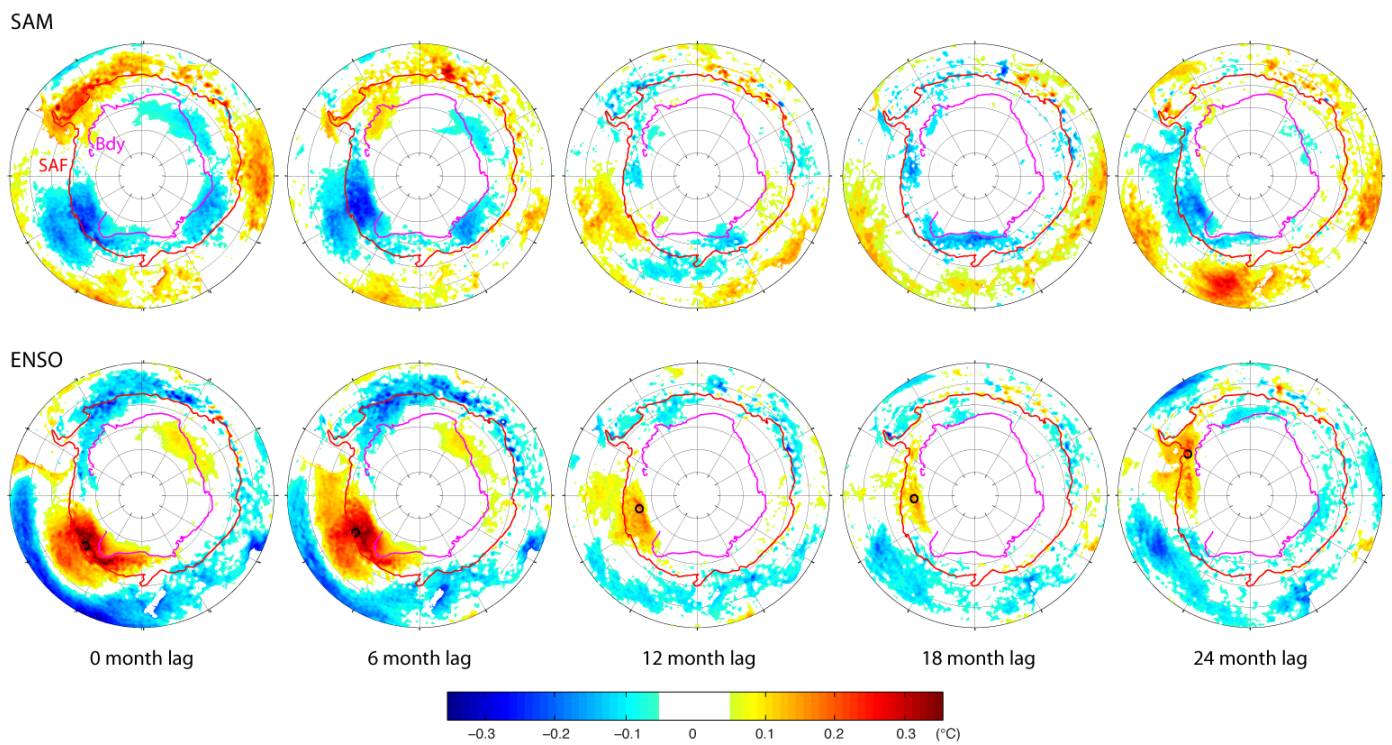 SAM
Bdy
SAF
ENSO
0 month lag 6 month lag 12 month lag 18 month lag 24 month lag
−0.3 −0.2 −0.1 0 0.1 0.2 0.3 (°C)